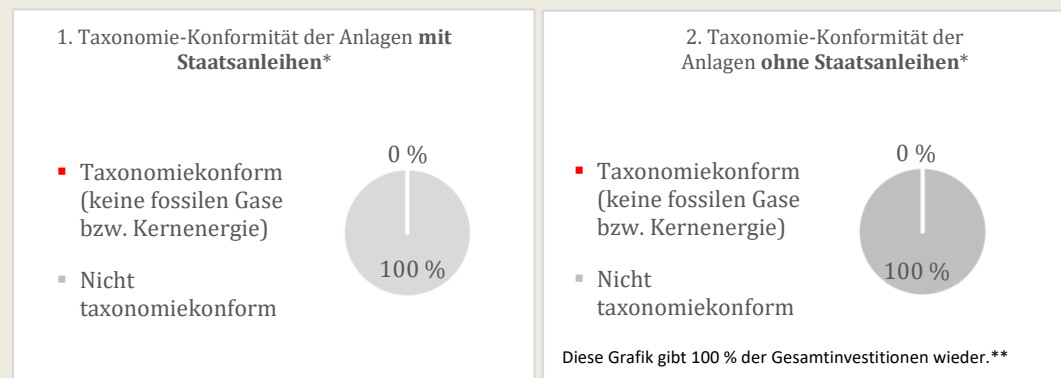 1. Taxonomie-Konformität der Anlagen mit
Staatsanleihen*
0 %
Taxonomiekonform
(keine fossilen Gase
bzw. Kernenergie)
100 %
Nicht
taxonomiekonform
2. Taxonomie-Konformität der
Anlagen ohne Staatsanleihen*
0 %
Taxonomiekonform
(keine fossilen Gase
bzw. Kernenergie)
100 %
Nicht
taxonomiekonform
Diese Grafik gibt 100 % der Gesamtinvestitionen wieder.**